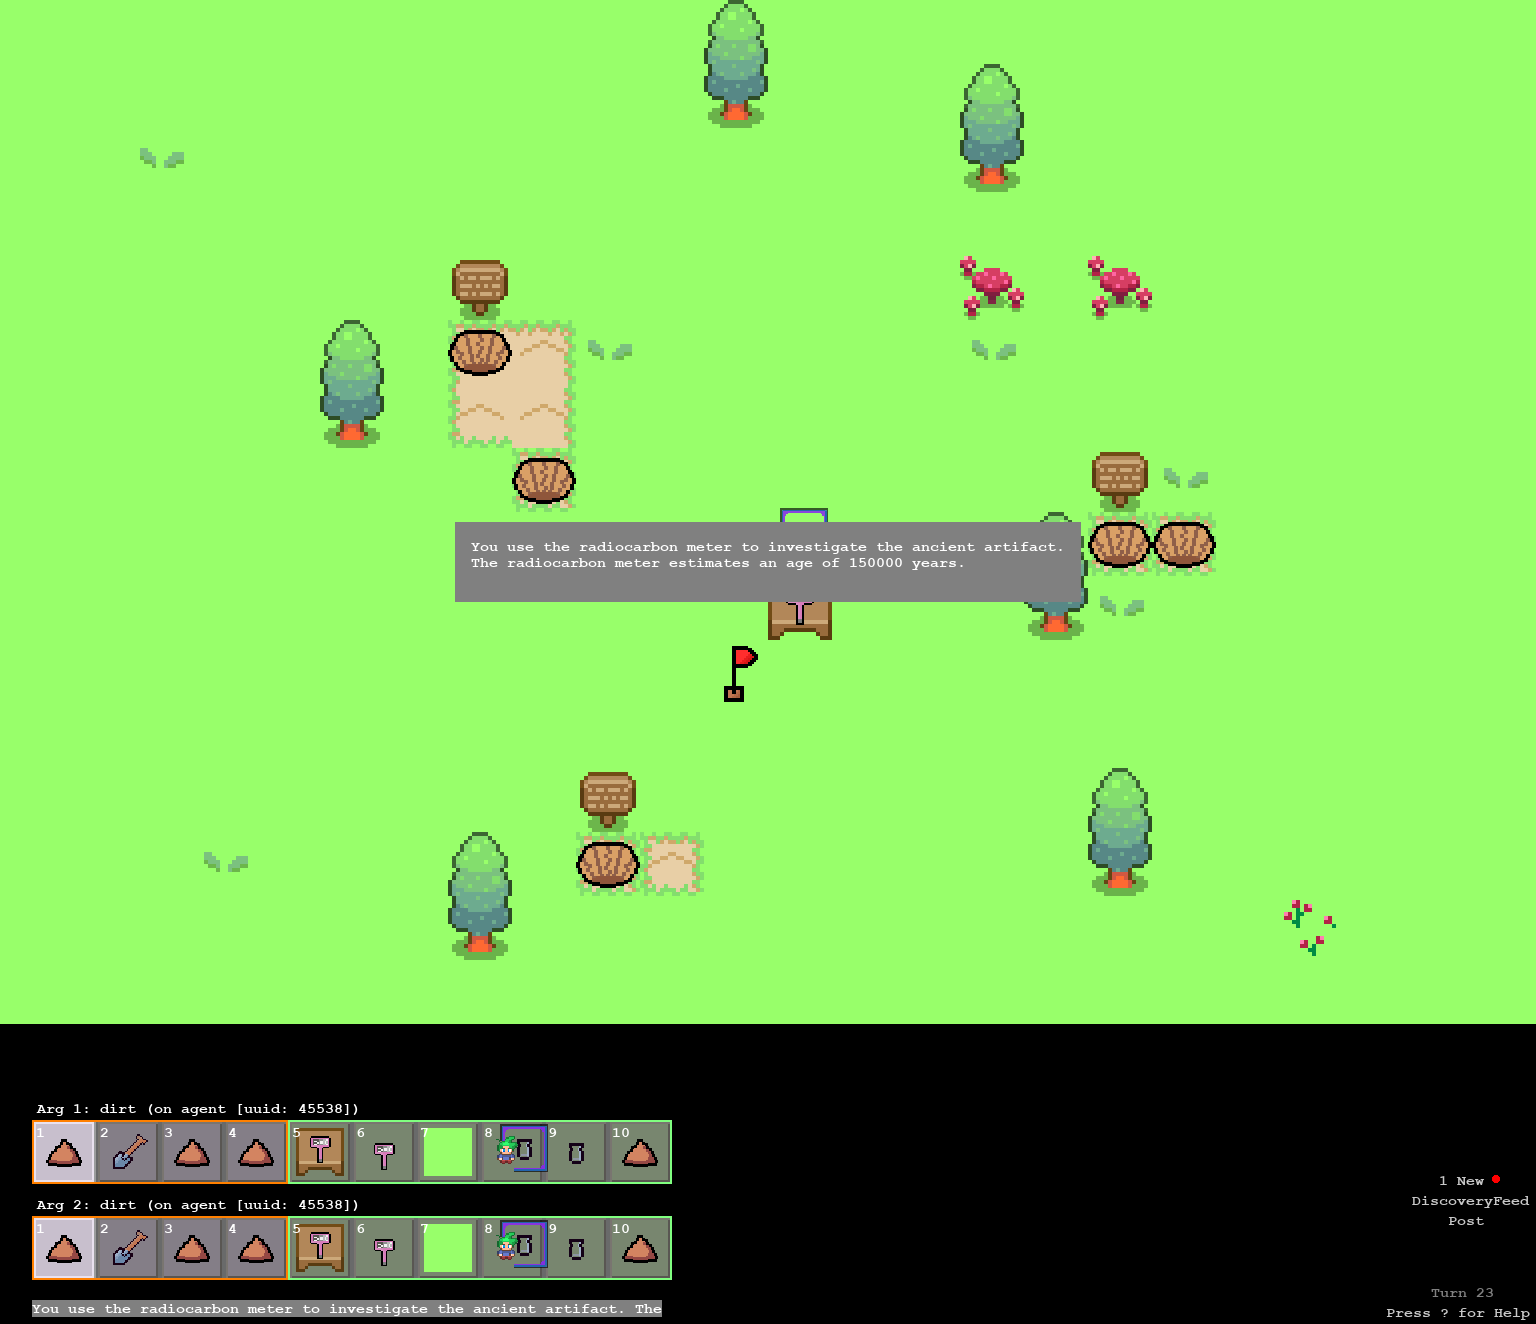 You use the radiocarbon meter to investigate the ancient artifact.
The radiocarbon meter estimates an age of 150000 years.
Arg 1: dirt (on agent [uuid: 45538])
1 2 3 4 5 6 7 8 9 10
Arg 2: dirt (on agent [uuid: 45538])
1 2 3 4 5 6 7 8 9 10
You use the radiocarbon meter to investigate the ancient artifact. The
1 New
DiscoveryFeed
Post
Turn 23
Press ? for Help